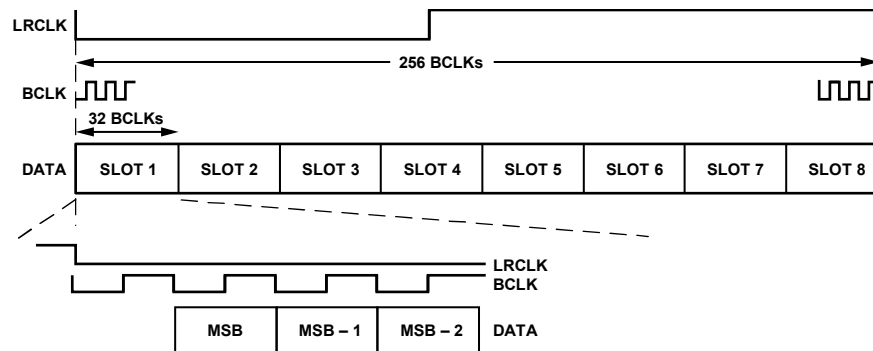 LRCLK
256 BCLKs
BCLK
32 BCLKs
DATA SLOT 1 SLOT 2 SLOT 3 SLOT 4 SLOT 5 SLOT 6 SLOT 7 SLOT 8
LRCLK
BCLK
MSB MSB – 1 MSB – 2 DATA